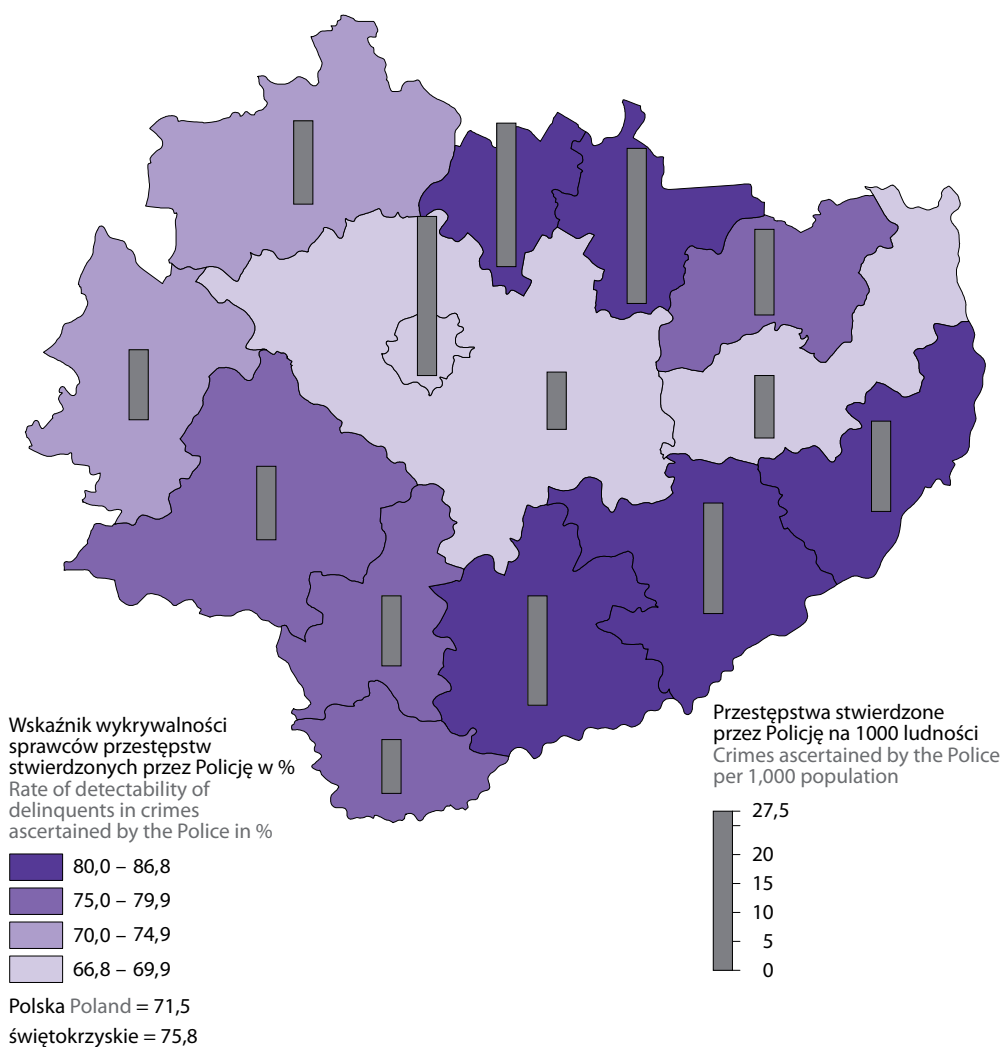 Wskaźnik wykrywalności
sprawców przestępstw
stwierdzonych przez Policję w %
Rate of detectability of
delinquents in crimes
ascertained by the Police in %
80,0 – 86,8
75,0 – 79,9
70,0 – 74,9
66,8 – 69,9
Polska Poland = 71,5
świętokrzyskie = 75,8
Przestępstwa stwierdzone
przez Policję na 1000 ludności
Crimes ascertained by the Police
per 1,000 population
27,5
20
15
10
5
0